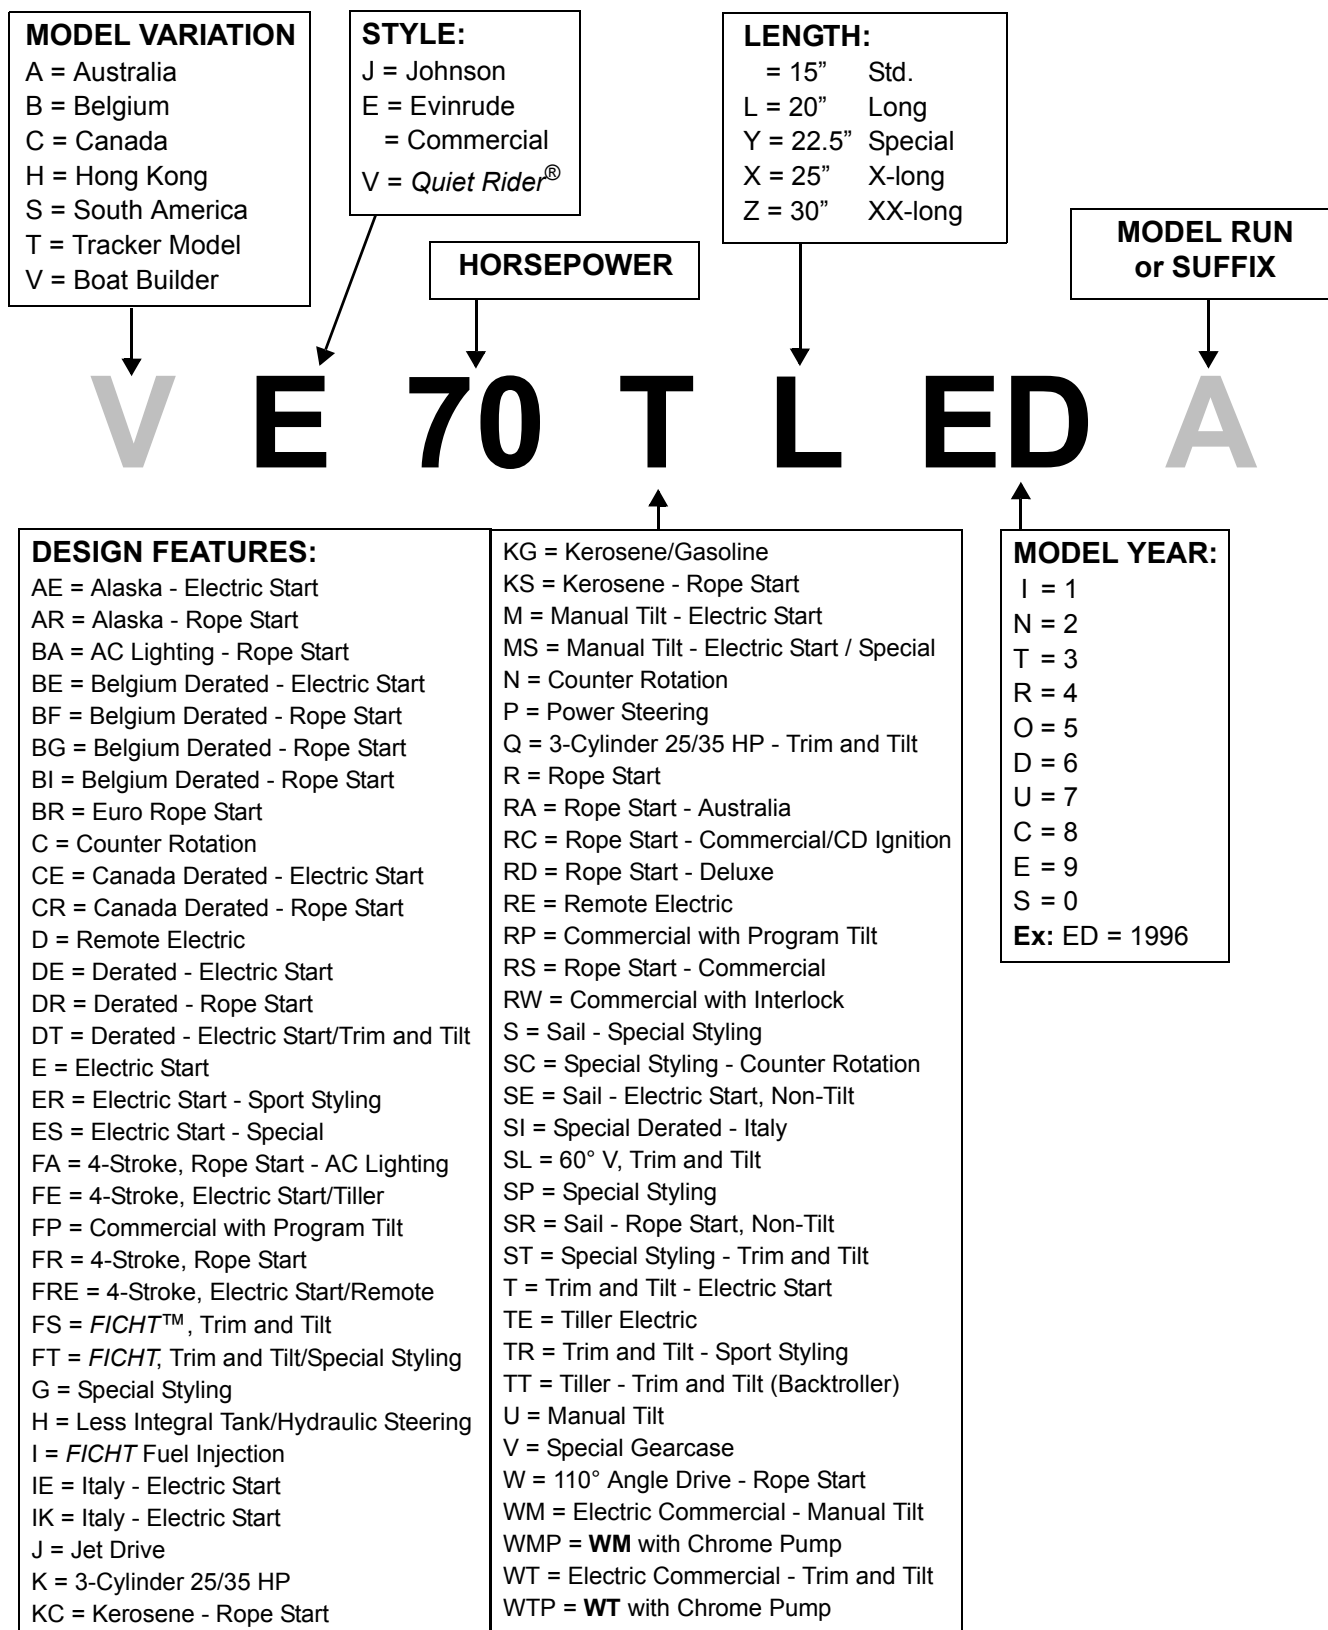 MODEL VARIATION
A = Australia
B = Belgium
C = Canada
H = Hong Kong
S = South America
T = Tracker Model
V = Boat Builder
STYLE:
J = Johnson
E = Evinrude
= Commercial
V = Quiet Rider®
HORSEPOWER
LENGTH:
= 15” Std.
L = 20” Long
Y = 22.5” Special
X = 25” X-long
Z = 30” XX-long
MODEL RUN
or SUFFIX
V E 70 T L ED A
DESIGN FEATURES:
AE = Alaska - Electric Start
AR = Alaska - Rope Start
BA = AC Lighting - Rope Start
BE = Belgium Derated - Electric Start
BF = Belgium Derated - Rope Start
BG = Belgium Derated - Rope Start
BI = Belgium Derated - Rope Start
BR = Euro Rope Start
C = Counter Rotation
CE = Canada Derated - Electric Start
CR = Canada Derated - Rope Start
D = Remote Electric
DE = Derated - Electric Start
DR = Derated - Rope Start
DT = Derated - Electric Start/Trim and Tilt
E = Electric Start
ER = Electric Start - Sport Styling
ES = Electric Start - Special
FA = 4-Stroke, Rope Start - AC Lighting
FE = 4-Stroke, Electric Start/Tiller
FP = Commercial with Program Tilt
FR = 4-Stroke, Rope Start
FRE = 4-Stroke, Electric Start/Remote
FS = FICHT™, Trim and Tilt
FT = FICHT, Trim and Tilt/Special Styling
G = Special Styling
H = Less Integral Tank/Hydraulic Steering
I = FICHT Fuel Injection
IE = Italy - Electric Start
IK = Italy - Electric Start
J = Jet Drive
K = 3-Cylinder 25/35 HP
KC = Kerosene - Rope Start
KG = Kerosene/Gasoline
KS = Kerosene - Rope Start
M = Manual Tilt - Electric Start
MS = Manual Tilt - Electric Start / Special
N = Counter Rotation
P = Power Steering
Q = 3-Cylinder 25/35 HP - Trim and Tilt
R = Rope Start
RA = Rope Start - Australia
RC = Rope Start - Commercial/CD Ignition
RD = Rope Start - Deluxe
RE = Remote Electric
RP = Commercial with Program Tilt
RS = Rope Start - Commercial
RW = Commercial with Interlock
S = Sail - Special Styling
SC = Special Styling - Counter Rotation
SE = Sail - Electric Start, Non-Tilt
SI = Special Derated - Italy
SL = 60° V, Trim and Tilt
SP = Special Styling
SR = Sail - Rope Start, Non-Tilt
ST = Special Styling - Trim and Tilt
T = Trim and Tilt - Electric Start
TE = Tiller Electric
TR = Trim and Tilt - Sport Styling
TT = Tiller - Trim and Tilt (Backtroller)
U = Manual Tilt
V = Special Gearcase
W = 110° Angle Drive - Rope Start
WM = Electric Commercial - Manual Tilt
WMP = WM with Chrome Pump
WT = Electric Commercial - Trim and Tilt
WTP = WT with Chrome Pump
MODEL YEAR:
I = 1
N = 2
T = 3
R = 4
O = 5
D = 6
U = 7
C = 8
E = 9
S = 0
Ex: ED = 1996